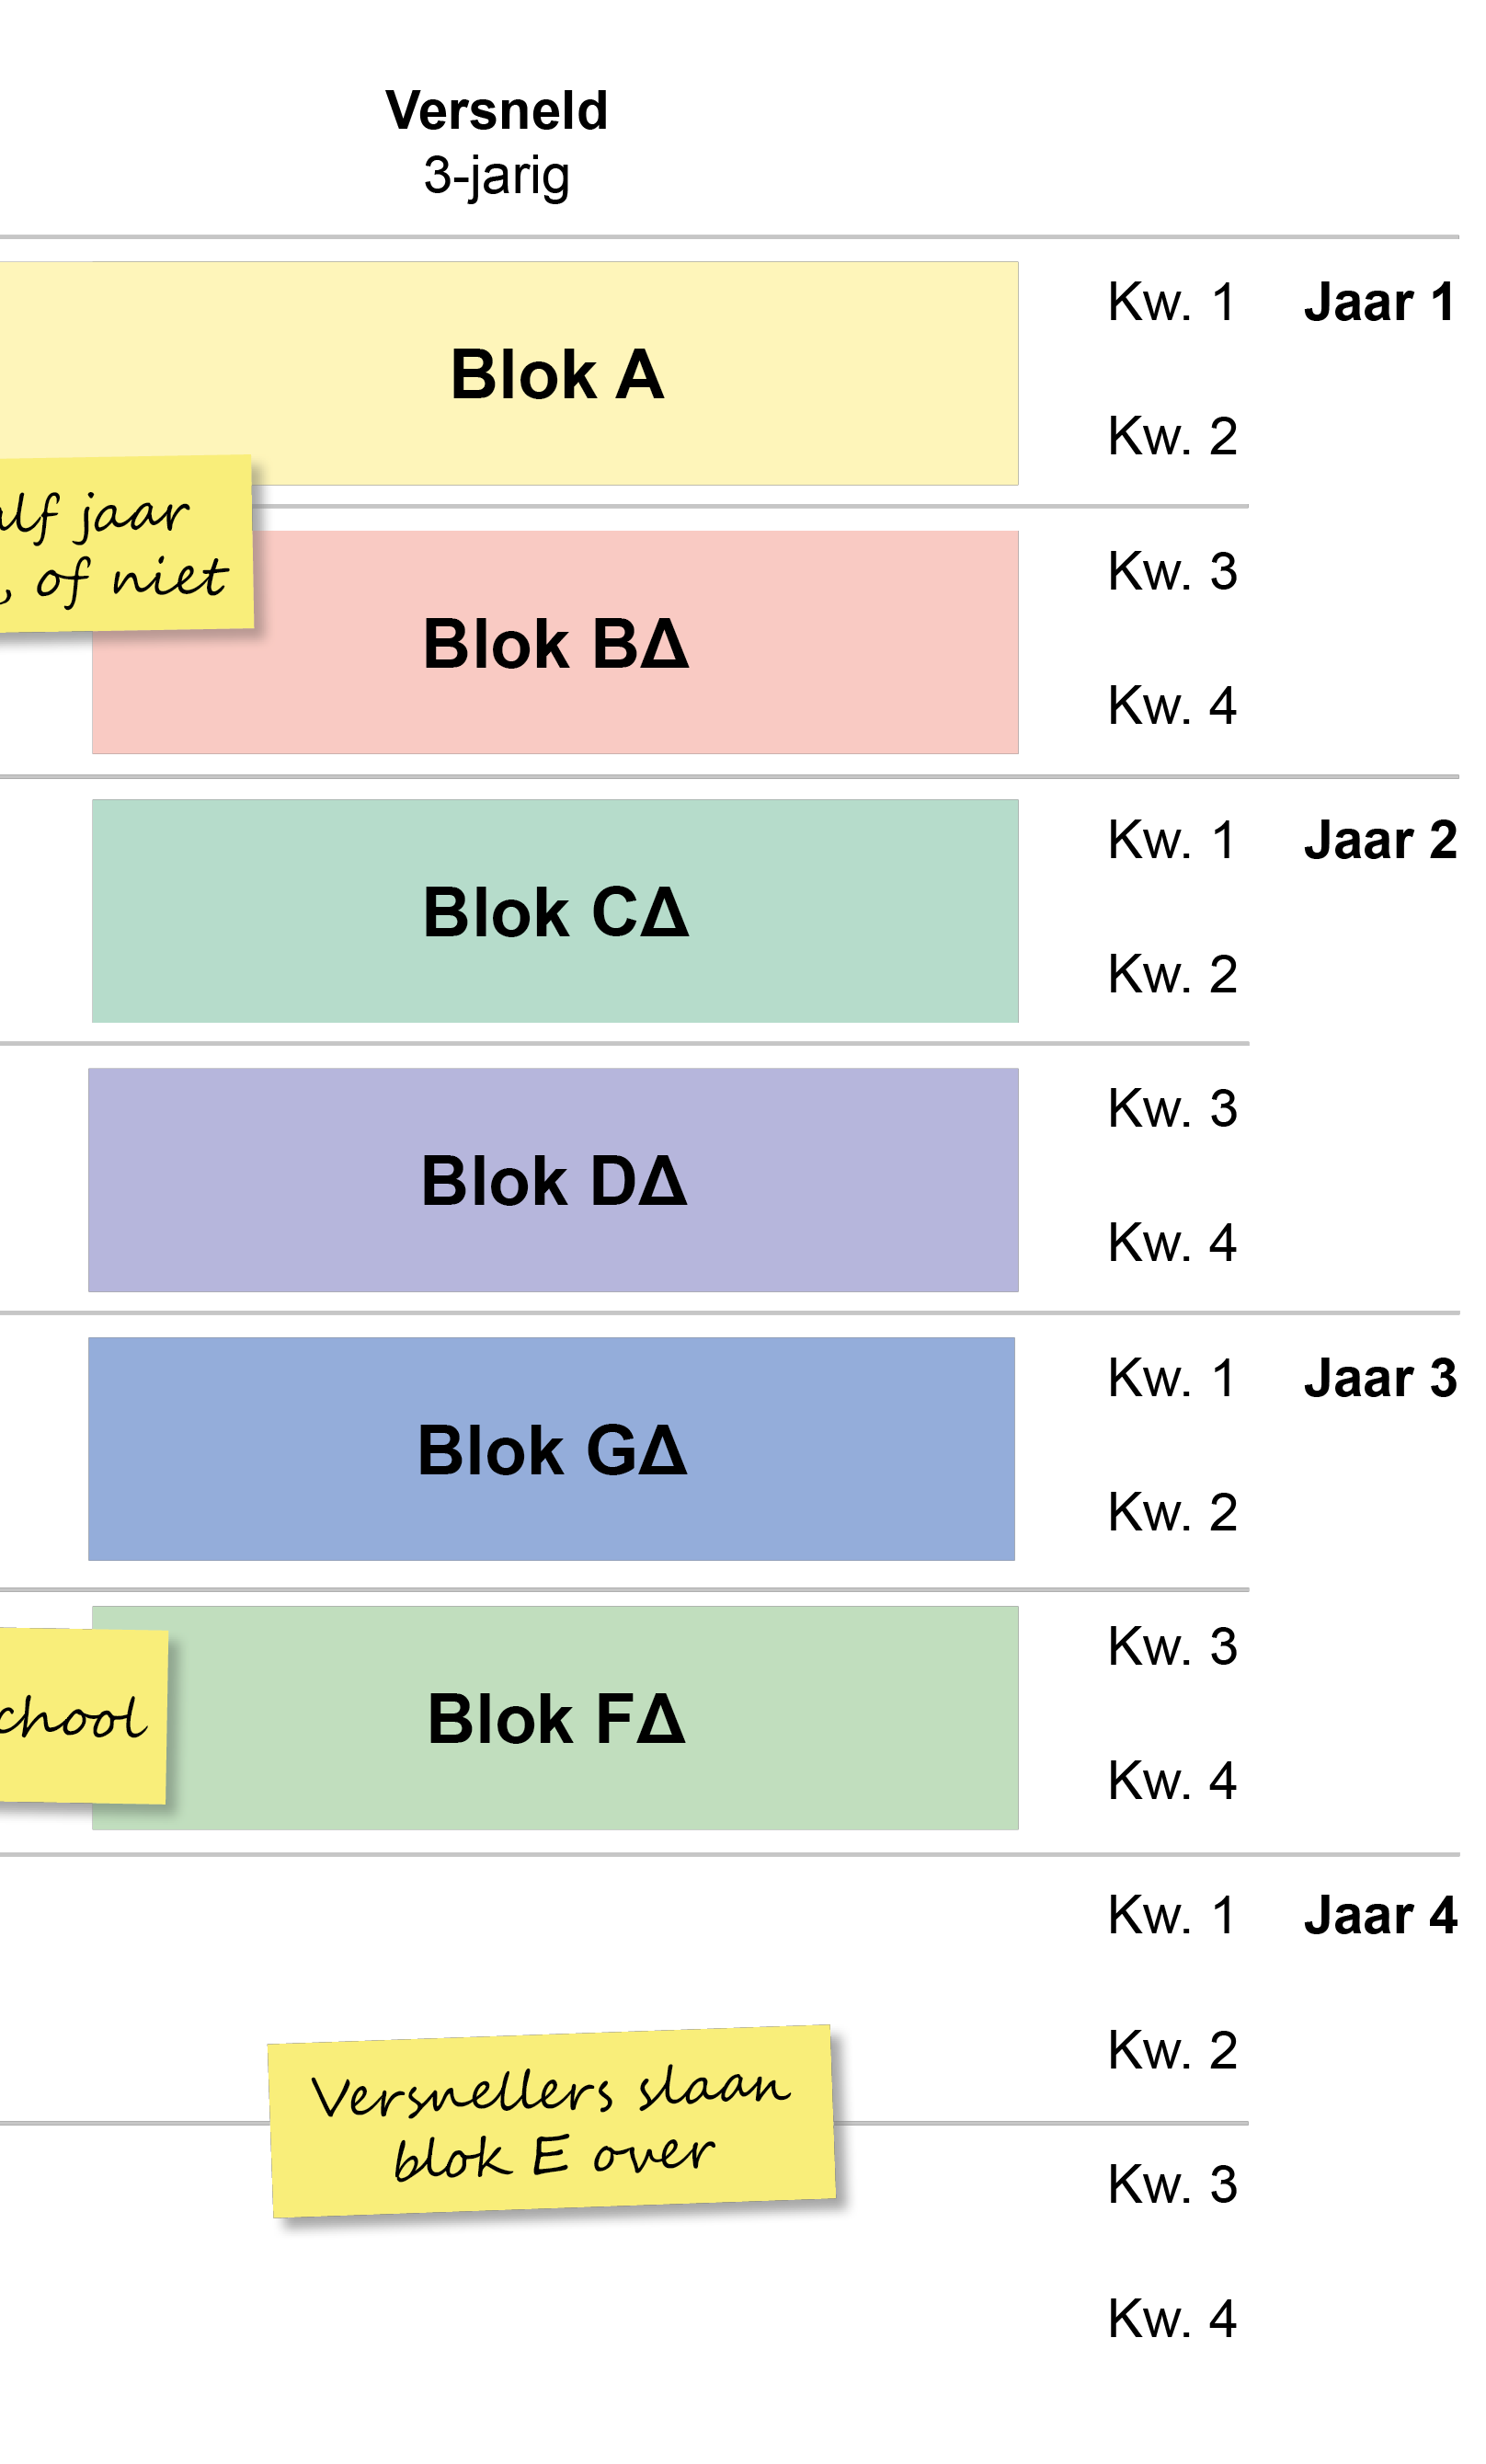 Versneld
3-jarig
Kw. 1 Jaar 1
Blok A
Kw. 2
jaar
, of niet
Kw. 3
Blok BΔ
Kw. 4
Kw. 1 Jaar 2
Blok CΔ
Kw. 2
Kw. 3
Blok DΔ
Kw. 4
Kw. 1 Jaar 3
Blok GΔ
Kw. 2
Kw. 3
Blok FΔ
Kw. 4
Kw. 1 Jaar 4
Kw. 2
Versnellers slaan
blok E over
Kw. 3
Kw. 4